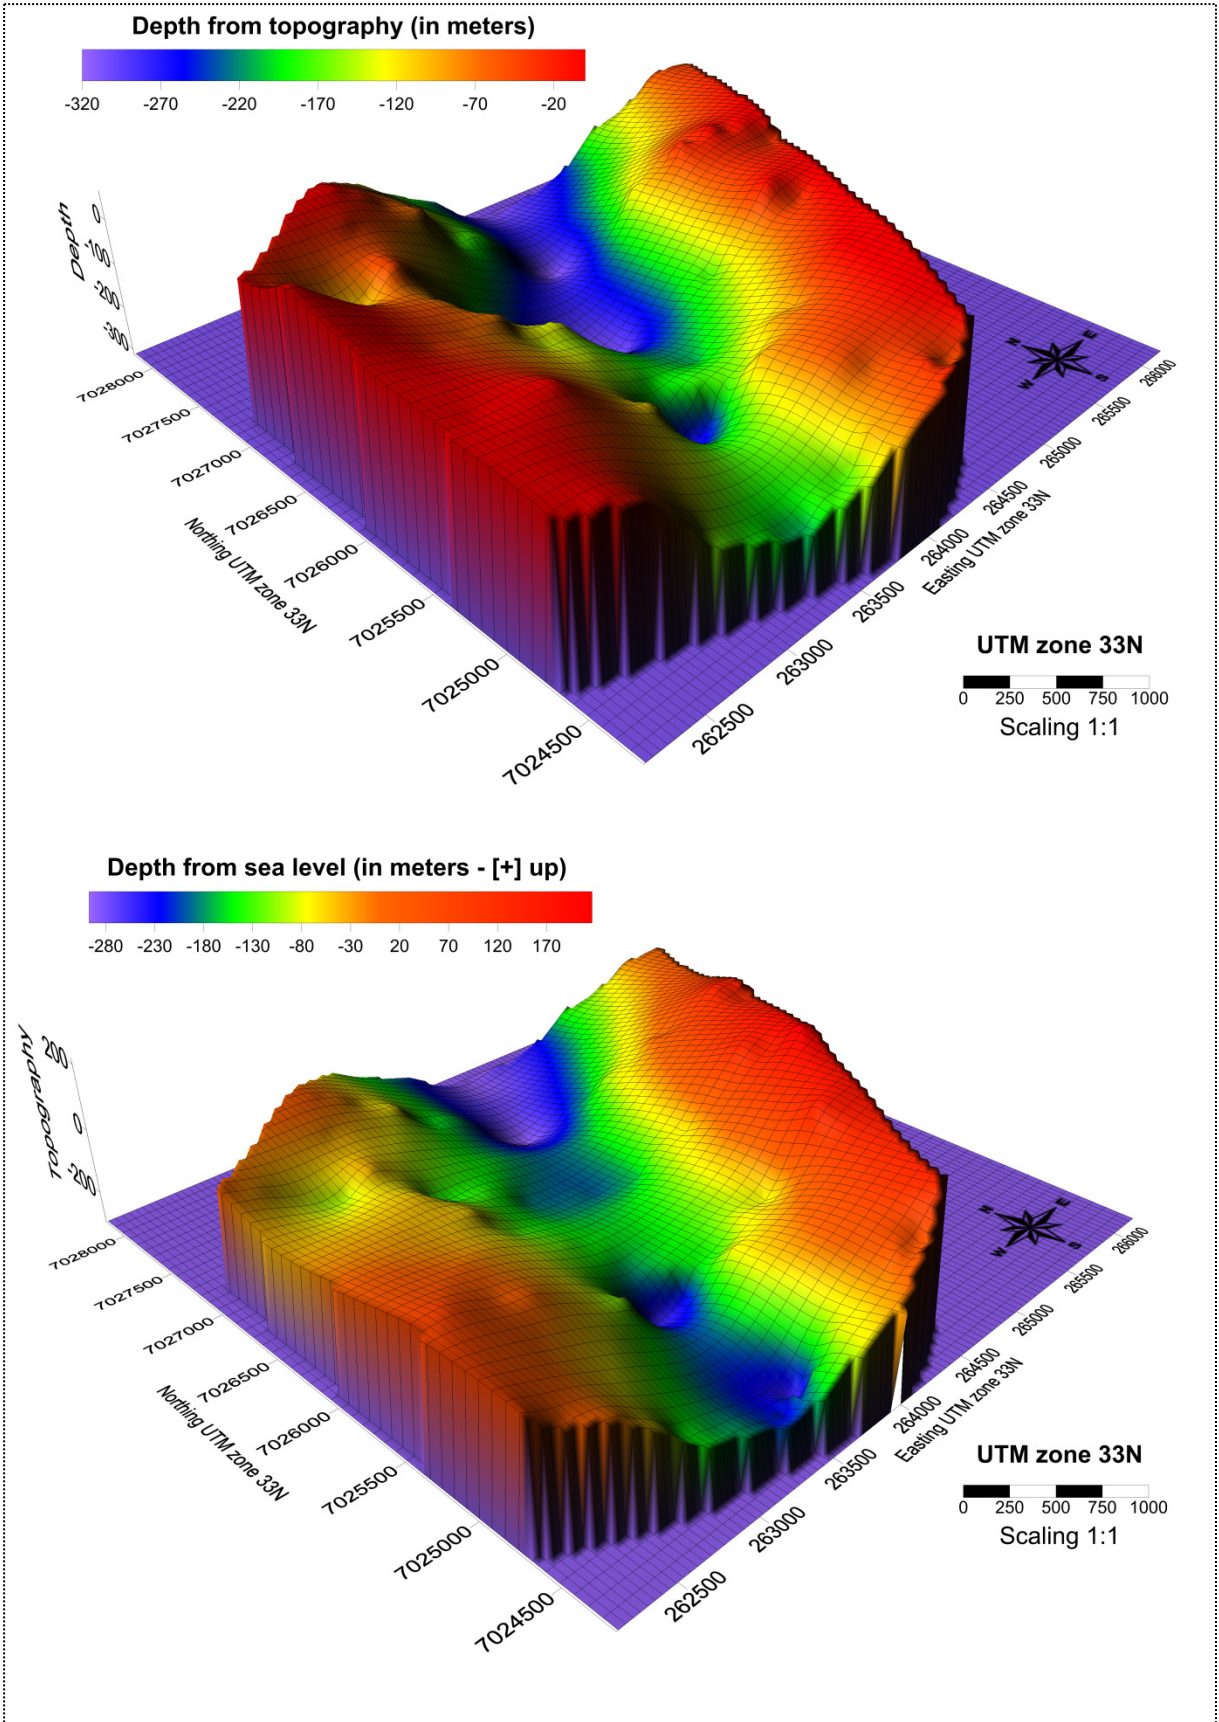 Depth from topography (in meters)
-320 -270 -220 -170 -120 -70 -20
Depth
0
-100
-200
-300
7028000
7027500
7027000
7026500
7026000
7025500
7025000
7024500
Northing UTM zone 33N
262500
263000
263500
264000
264500
265000
265500
266000
Easting UTM zone 33N
N E
W S
UTM zone 33N
0 250 500 750 1000
Scaling 1:1
Depth from sea level (in meters - [+] up)
-280 -230 -180 -130 -80 -30 20 70 120 170
Topography
200
0
-200
7028000
7027500
7027000
7026500
7026000
7025500
7025000
7024500
Northing UTM zone 33N
262500
263000
263500
264000
264500
265000
265500
266000
Easting UTM zone 33N
N E
W S
UTM zone 33N
0 250 500 750 1000
Scaling 1:1